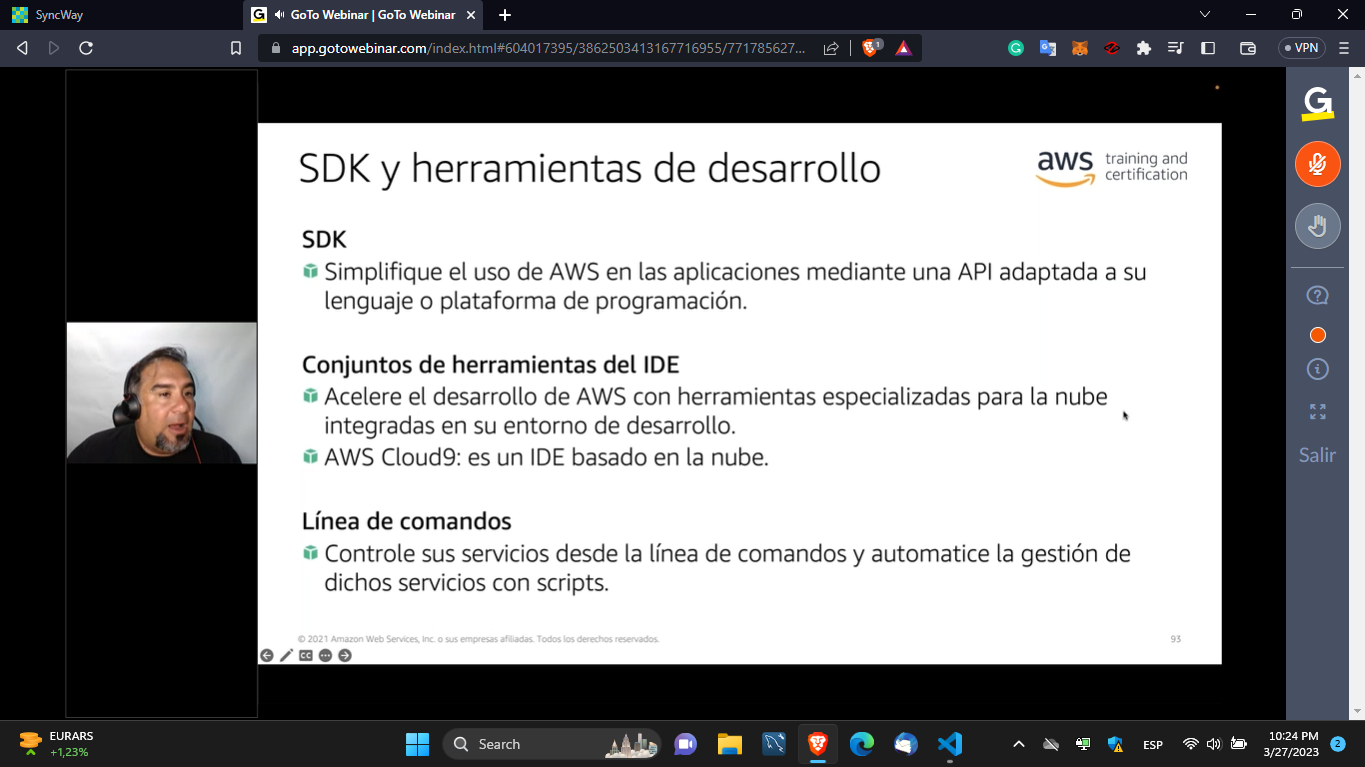 SyncWay
GoTo Webinar | GoTo Webinar
app.gotowebinar.com/index.html#604017395/3862503413167716955/771785627...
1
VPN
SDK y herramientas de desarrollo
aws training and
certification
SDK
Simplifique el uso de AWS en las aplicaciones mediante una API adaptada a su
lenguaje o plataforma de programación.
Conjuntos de herramientas del IDE
Acelere el desarrollo de AWS con herramientas especializadas para la nube
integradas en su entorno de desarrollo.
AWS Cloud9: es un IDE basado en la nube.
Línea de comandos
Controle sus servicios desde la línea de comandos y automatice la gestión de
dichos servicios con scripts.
© 2021 Amazon Web Services, Inc. o sus empresas afiliadas. Todos los derechos reservados.
93
CC
Salir
EURARS
+1,23%
Search
ESP
10:24 PM
3/27/2023
2